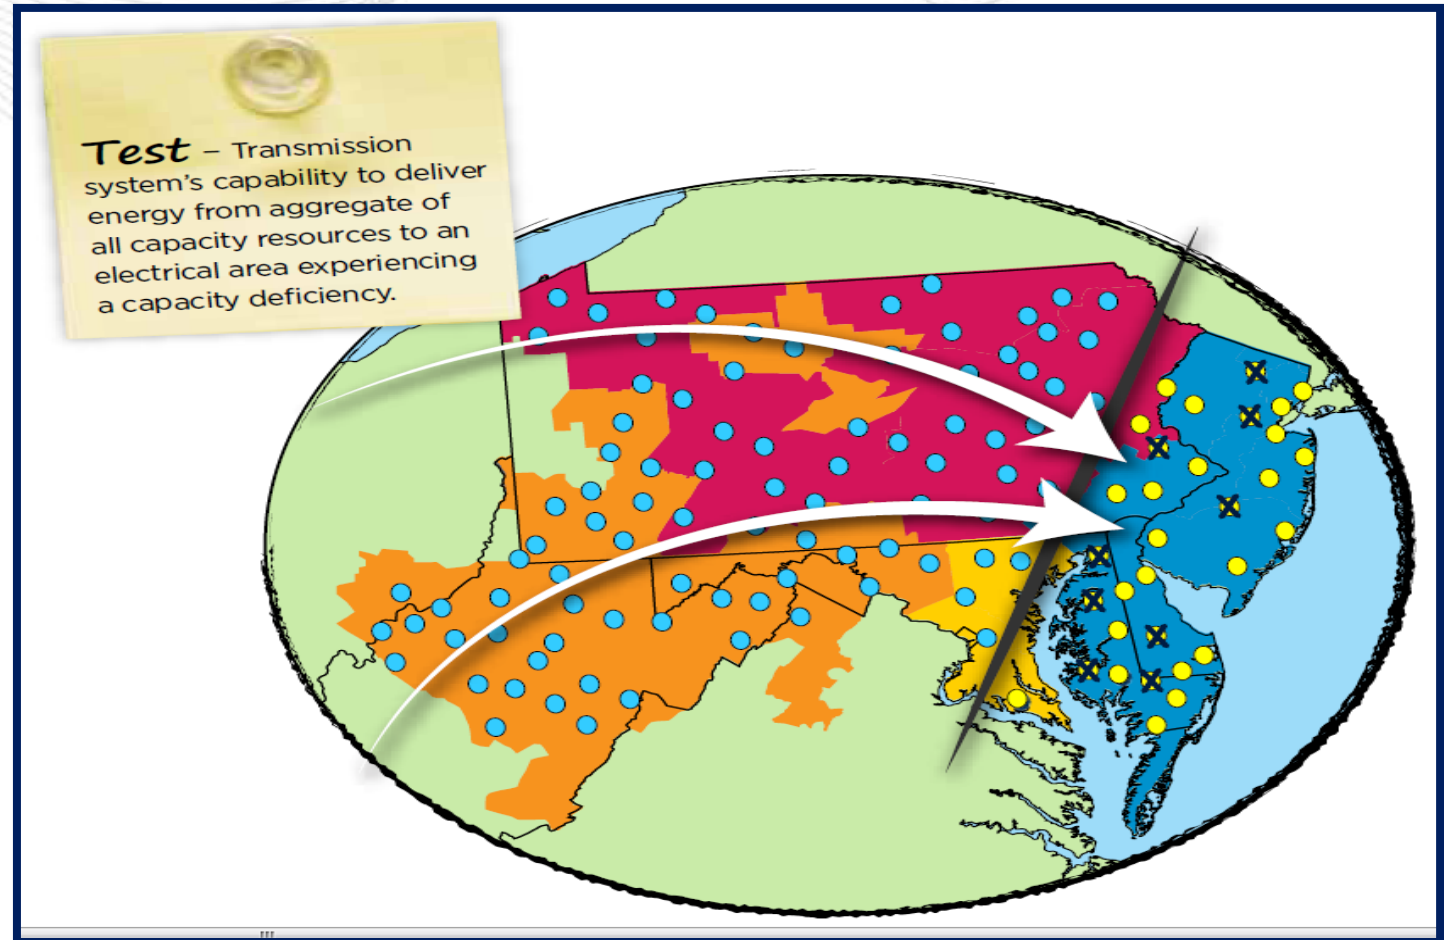 Test – Transmission
system's capability to deliver
energy from aggregate of
all capacity resources to an
electrical area experiencing
a capacity deficiency.